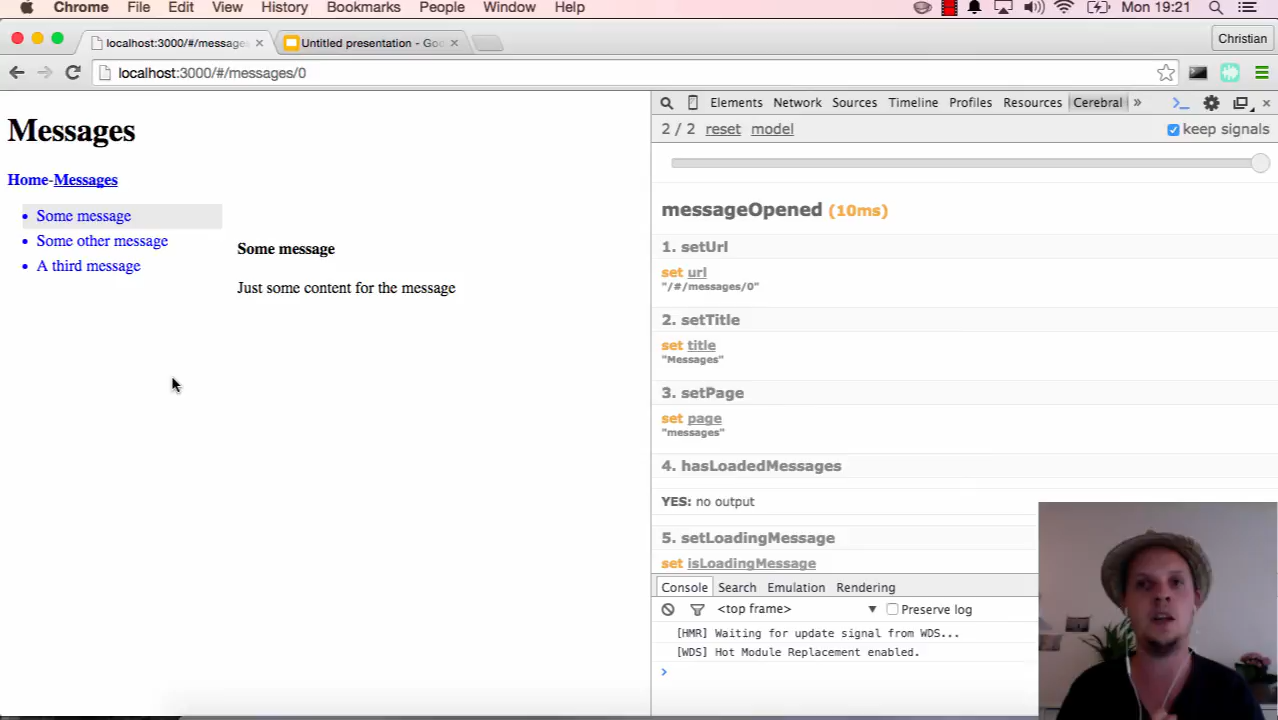 Chrome File Edit View History Bookmarks People Window Help Mon 19:21
localhost:3000/#/message Untitled presentation - Goo Christian
localhost:3000/#/messages/0
Messages
Home-Messages
Some message
Some other message
A third message
Some message
Just some content for the message
Elements Network Sources Timeline Profiles Resources Cerebral »
2 / 2 reset model keep signals
messageOpened (10ms)
1. setUrl
set url
"/#/messages/0"
2. setTitle
set title
"Messages"
3. setPage
set page
"messages"
4. hasLoadedMessages
YES: no output
5. setLoadingMessage
set isLoadingMessage
Console Search Emulation Rendering
<top frame> Preserve log
[HMR] Waiting for update signal from WDS...
[WDS] Hot Module Replacement enabled.
>